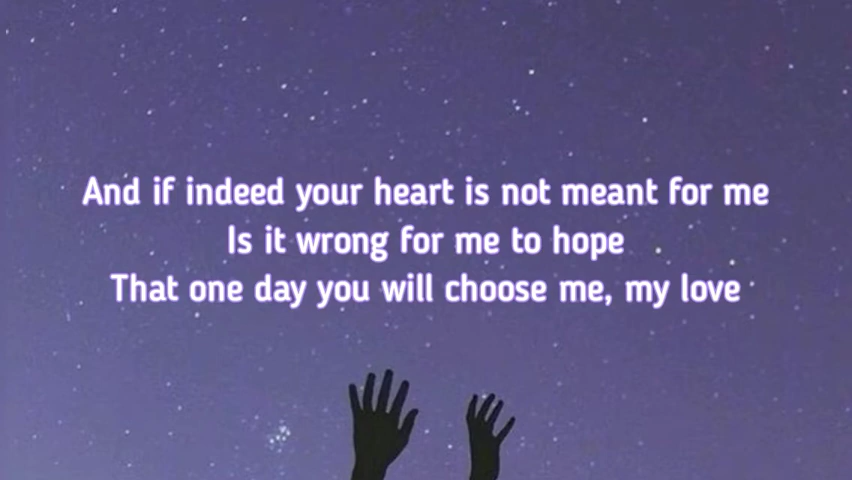 And if indeed your heart is not meant for me
Is it wrong for me to hope
That one day you will choose me, my love